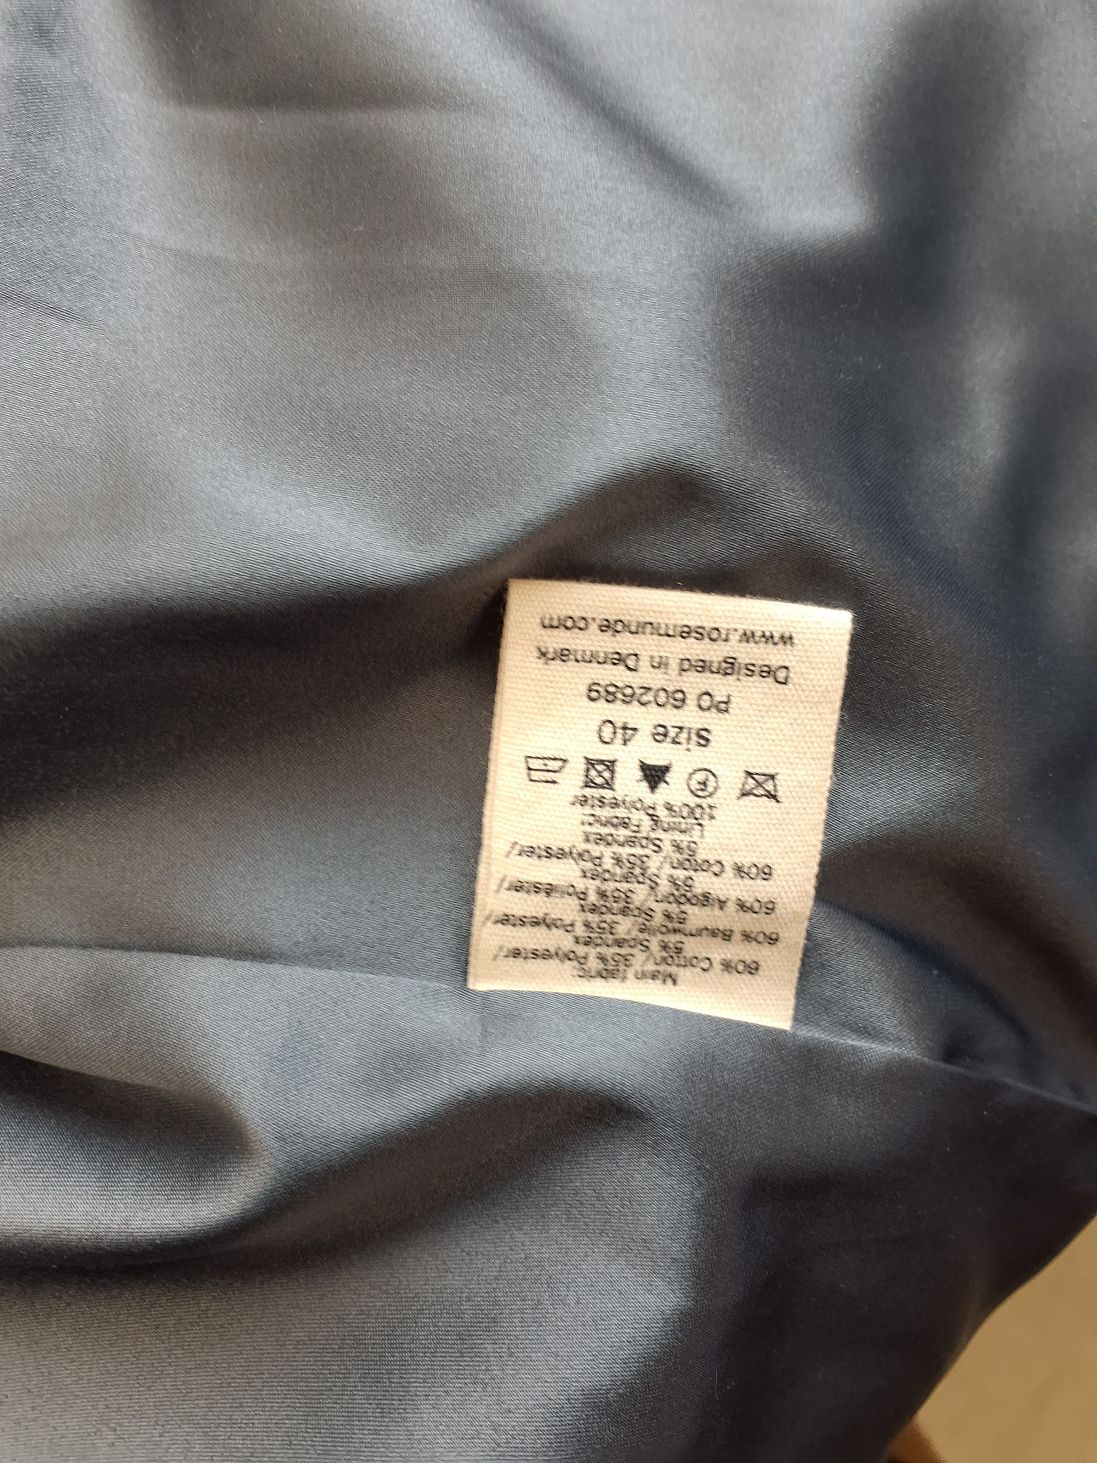 Main fabric:
60% Cotton/ 35% Polyester/
5% Spandex
60% Baumwolle/ 35% Polyester/
5% Spandex
60% Algodon/ 35% Poliéster/
5% Spandex
60% Coton/ 35% Polyester/
5% Spandex
Lining Fabric:
100% Polyester
F
size 40
PO 602689
Designed in Denmark
www.rosemunde.com